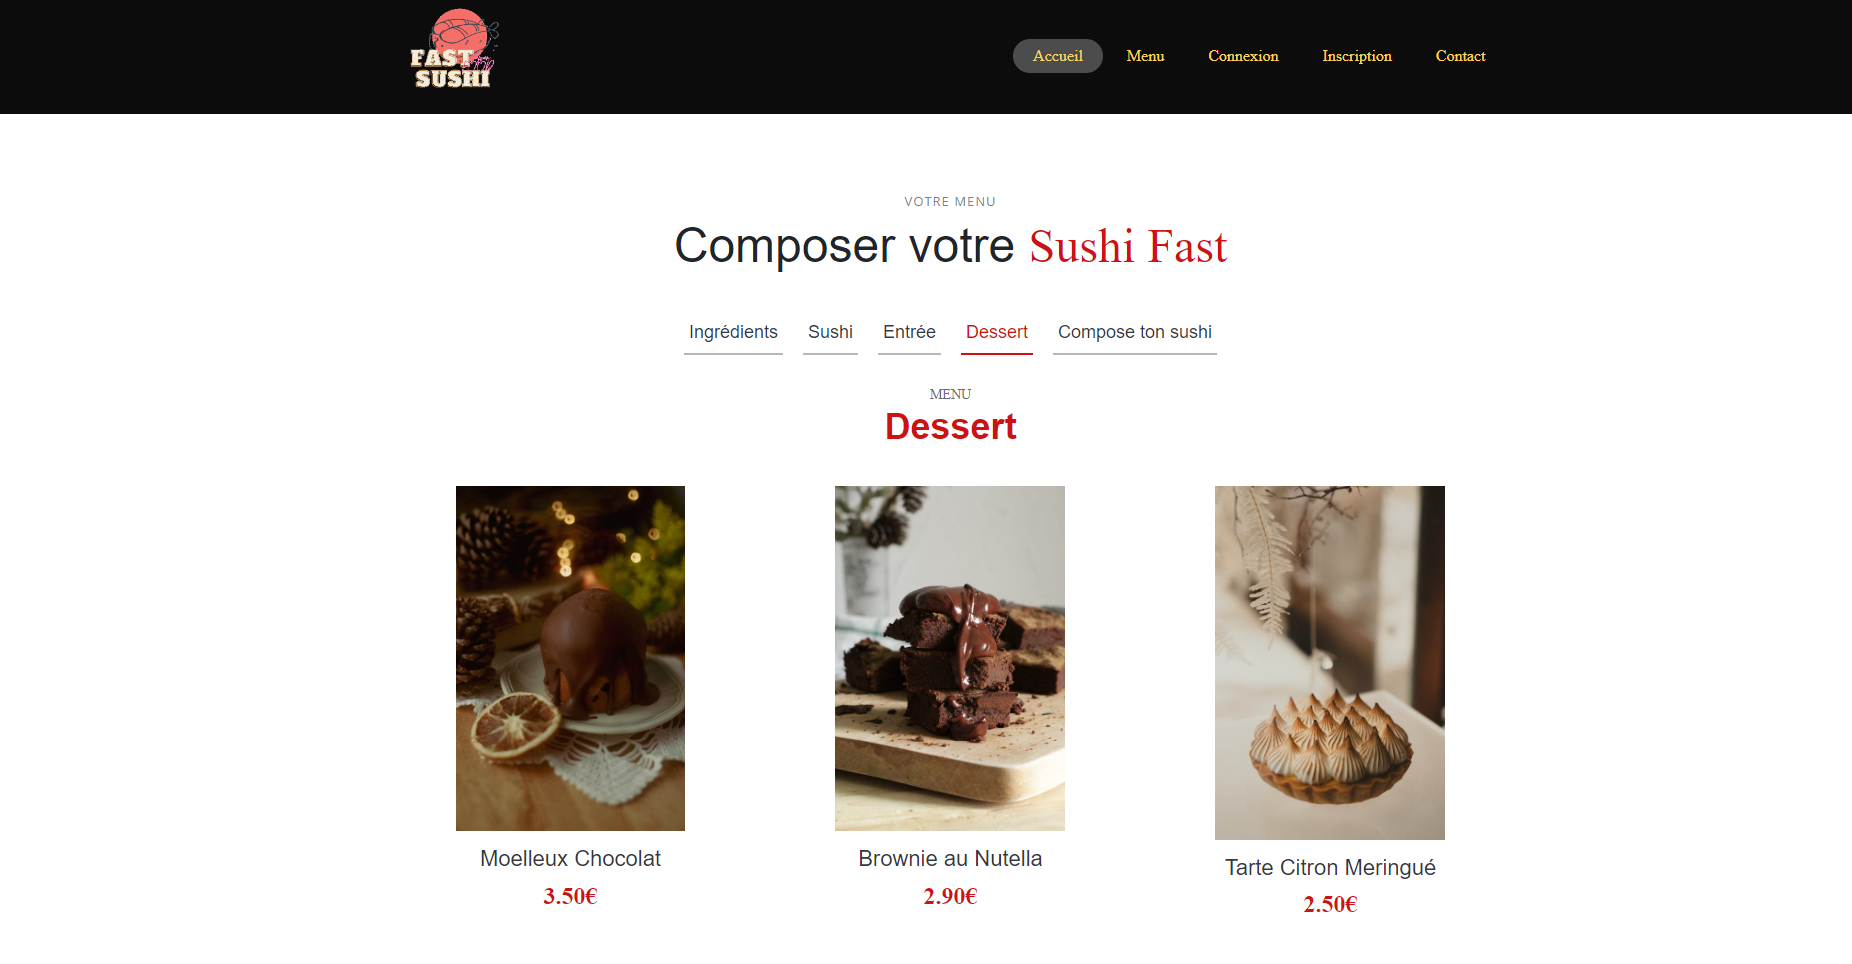 FAST
SUSHI
Accueil Menu Connexion Inscription Contact
VOTRE MENU
Composer votre Sushi Fast
Ingrédients Sushi Entrée Dessert Compose ton sushi
MENU
Dessert
Moelleux Chocolat Brownie au Nutella Tarte Citron Meringué
3.50€ 2.90€ 2.50€